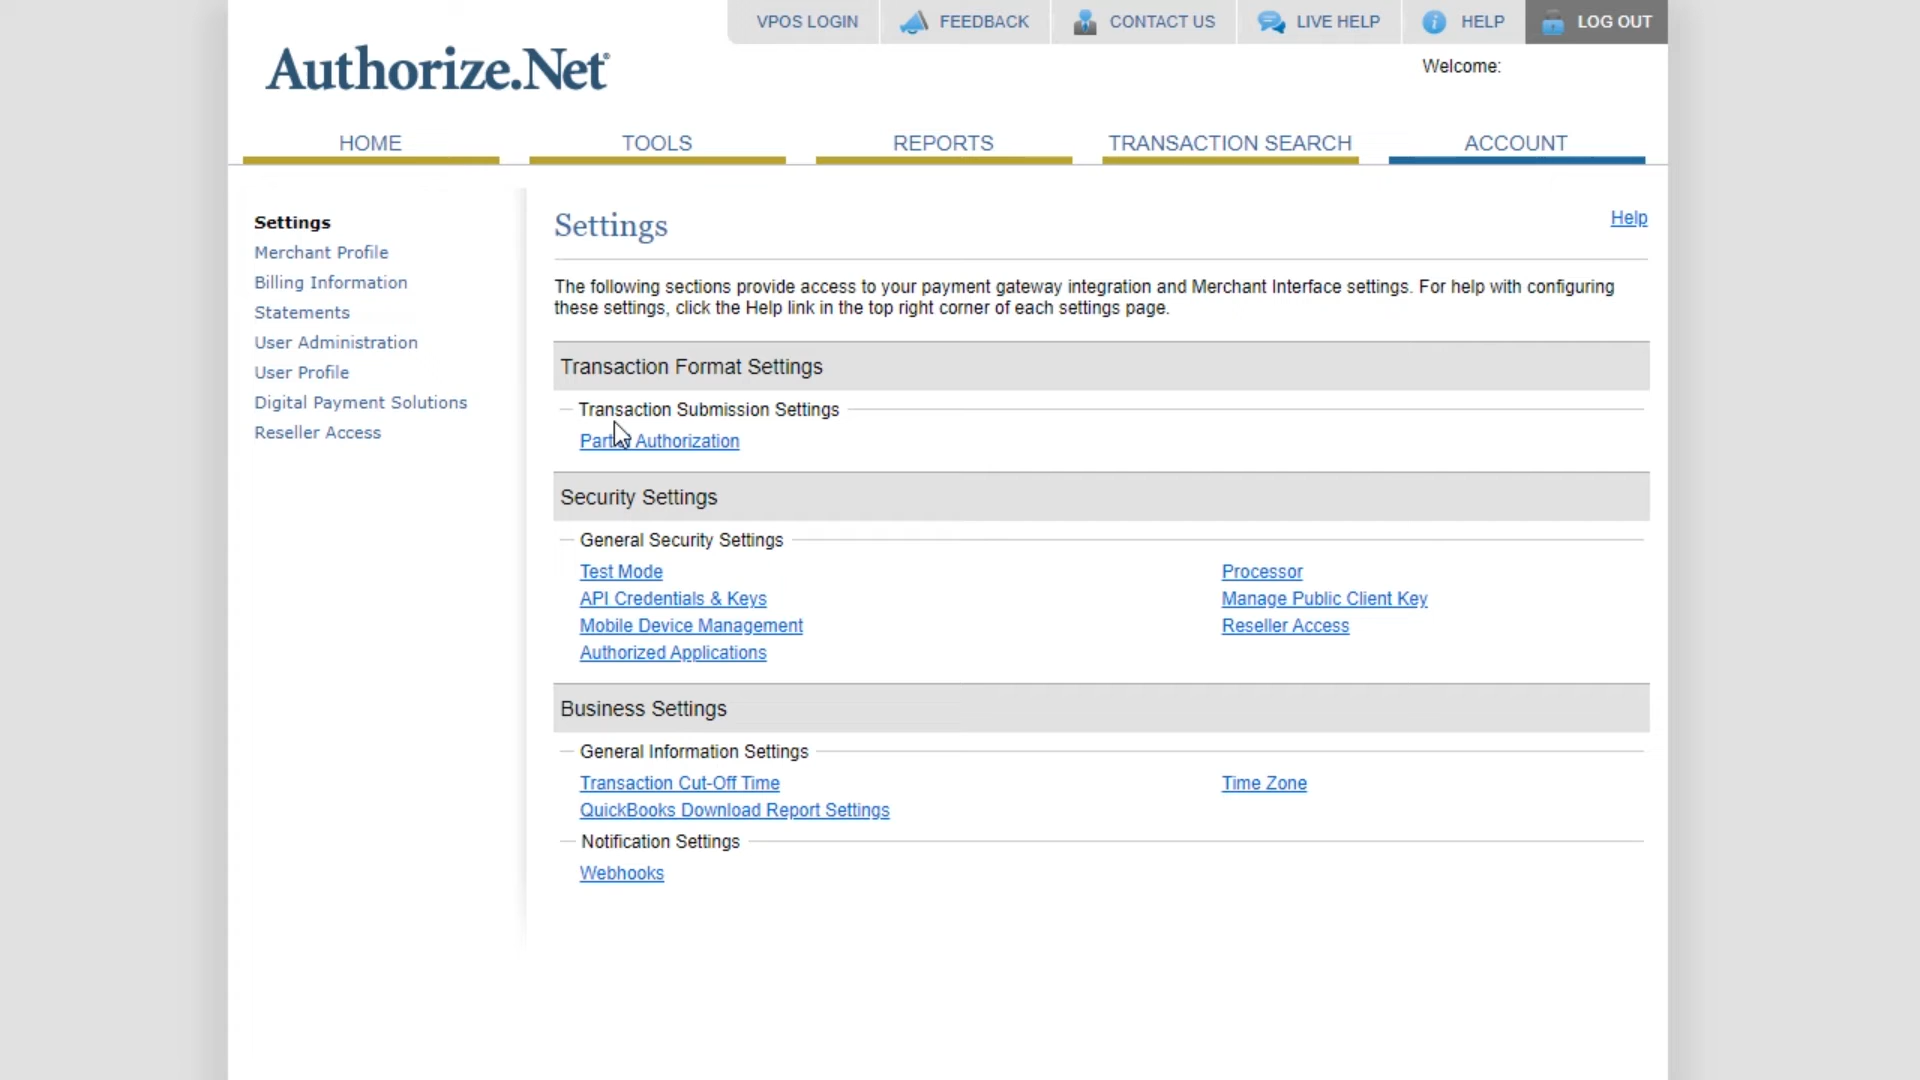 VPOS LOGIN
FEEDBACK
CONTACT US
LIVE HELP
HELP
LOG OUT
Authorize.Net®
Welcome:
HOME
TOOLS
REPORTS
TRANSACTION SEARCH
ACCOUNT
Settings
Merchant Profile
Billing Information
Statements
User Administration
User Profile
Digital Payment Solutions
Reseller Access
Settings
Help
The following sections provide access to your payment gateway integration and Merchant Interface settings. For help with configuring
these settings, click the Help link in the top right corner of each settings page.
Transaction Format Settings
Transaction Submission Settings
Partial Authorization
Security Settings
General Security Settings
Test Mode
Processor
API Credentials & Keys
Manage Public Client Key
Mobile Device Management
Reseller Access
Authorized Applications
Business Settings
General Information Settings
Transaction Cut-Off Time
Time Zone
QuickBooks Download Report Settings
Notification Settings
Webhooks